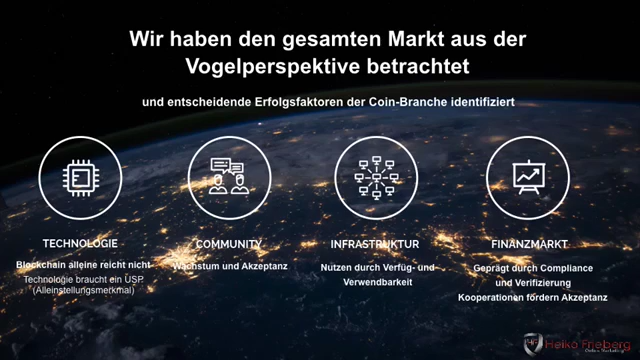 Wir haben den gesamten Markt aus der
Vogelperspektive betrachtet
und entscheidende Erfolgsfaktoren der Coin-Branche identifiziert
TECHNOLOGIE
Blockchain alleine reicht nicht
Technologie braucht ein USP
(Alleinstellungsmerkmal)
COMMUNITY
Wachstum und Akzeptanz
INFRASTRUKTUR
Nutzen durch Verfüg- und
Verwendbarkeit
FINANZMARKT
Geprägt durch Compliance
und Verifizierung
Kooperationen fördern Akzeptanz
Heiko Frieberg
Online Marketing